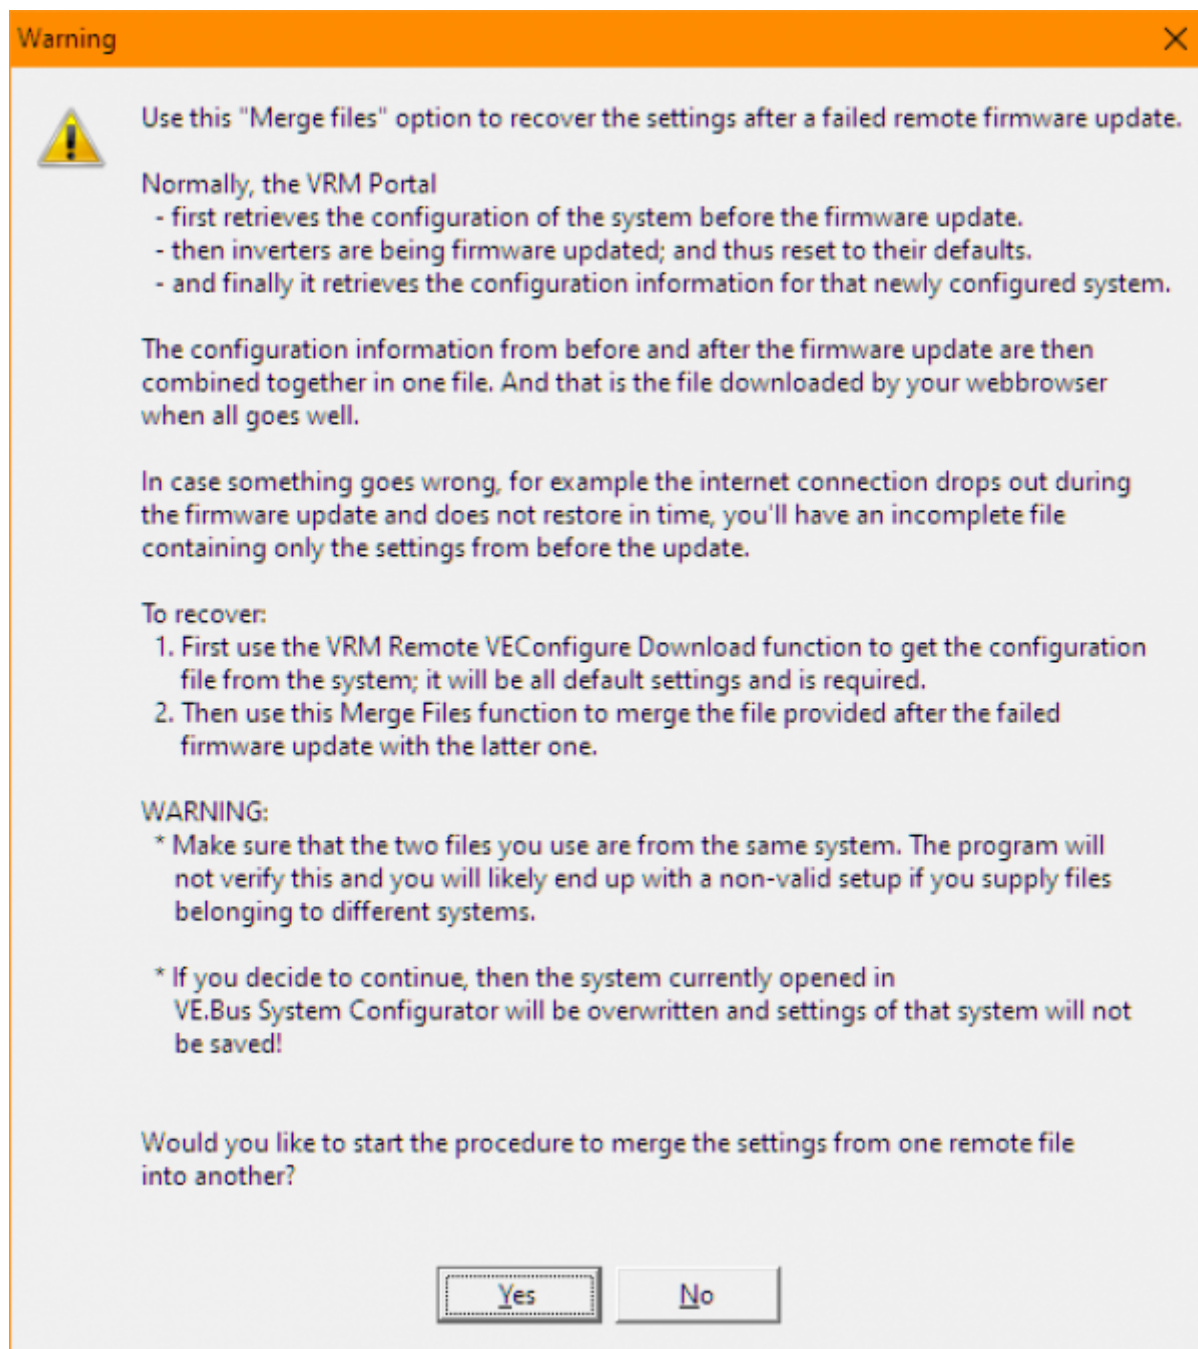 Warning
Use this "Merge files" option to recover the settings after a failed remote firmware update.
Normally, the VRM Portal
- first retrieves the configuration of the system before the firmware update.
- then inverters are being firmware updated; and thus reset to their defaults.
- and finally it retrieves the configuration information for that newly configured system.
The configuration information from before and after the firmware update are then
combined together in one file. And that is the file downloaded by your webbrowser
when all goes well.
In case something goes wrong, for example the internet connection drops out during
the firmware update and does not restore in time, you'll have an incomplete file
containing only the settings from before the update.
To recover:
1. First use the VRM Remote VEConfigure Download function to get the configuration
file from the system; it will be all default settings and is required.
2. Then use this Merge Files function to merge the file provided after the failed
firmware update with the latter one.
WARNING:
* Make sure that the two files you use are from the same system. The program will
not verify this and you will likely end up with a non-valid setup if you supply files
belonging to different systems.
* If you decide to continue, then the system currently opened in
VE.Bus System Configurator will be overwritten and settings of that system will not
be saved!
Would you like to start the procedure to merge the settings from one remote file
into another?
Yes No